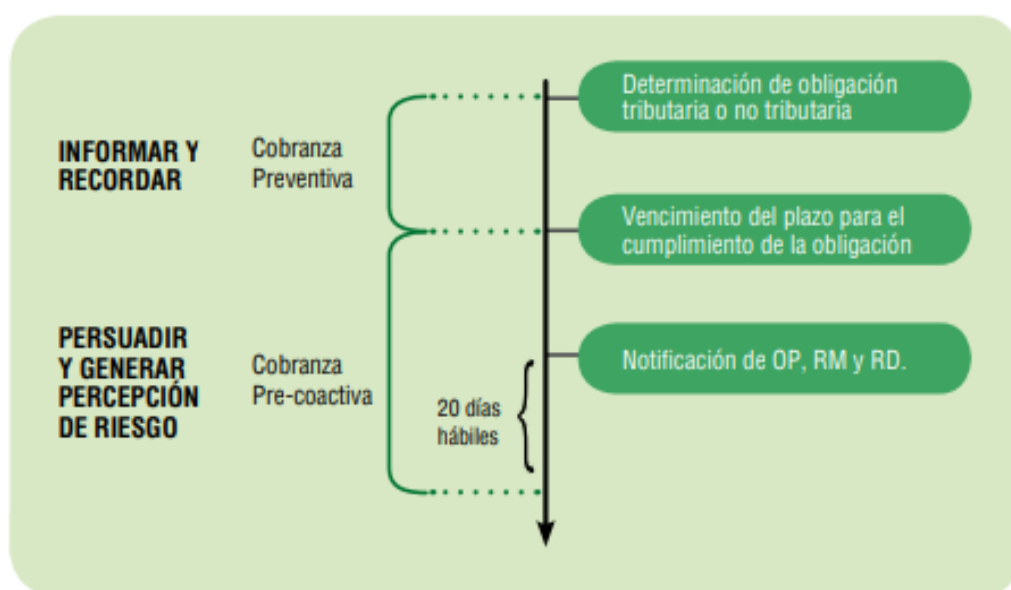 Determinación de obligación
tributaria o no tributaria
INFORMAR Y
RECORDAR
Cobranza
Preventiva
Vencimiento del plazo para el
cumplimiento de la obligación
PERSUADIR
Y GENERAR
PERCEPCIÓN
DE RIESGO
Cobranza
Pre-coactiva
Notificación de OP, RM y RD.
20 días
hábiles